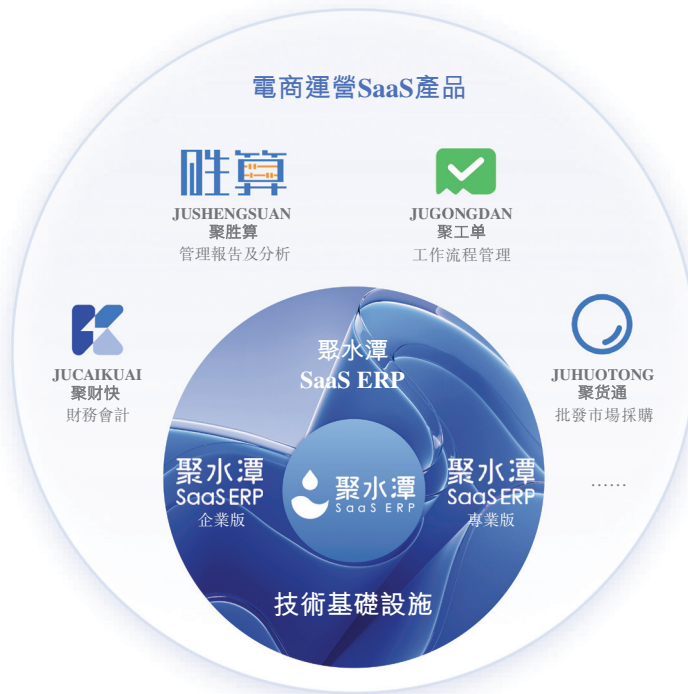 電商運營SaaS產品
胜算
JUSHENGSUAN
聚胜算
管理報告及分析
JUGONGDAN
聚工单
工作流程管理
JUCAIKUAI
聚财快
財務會計
JUHUOTONG
聚货通
批發市場採購
……
聚水潭
SaaS ERP
聚水潭
SaaS ERP
企業版
聚水潭
SaaS ERP
聚水潭
SaaS ERP
專業版
技術基礎設施